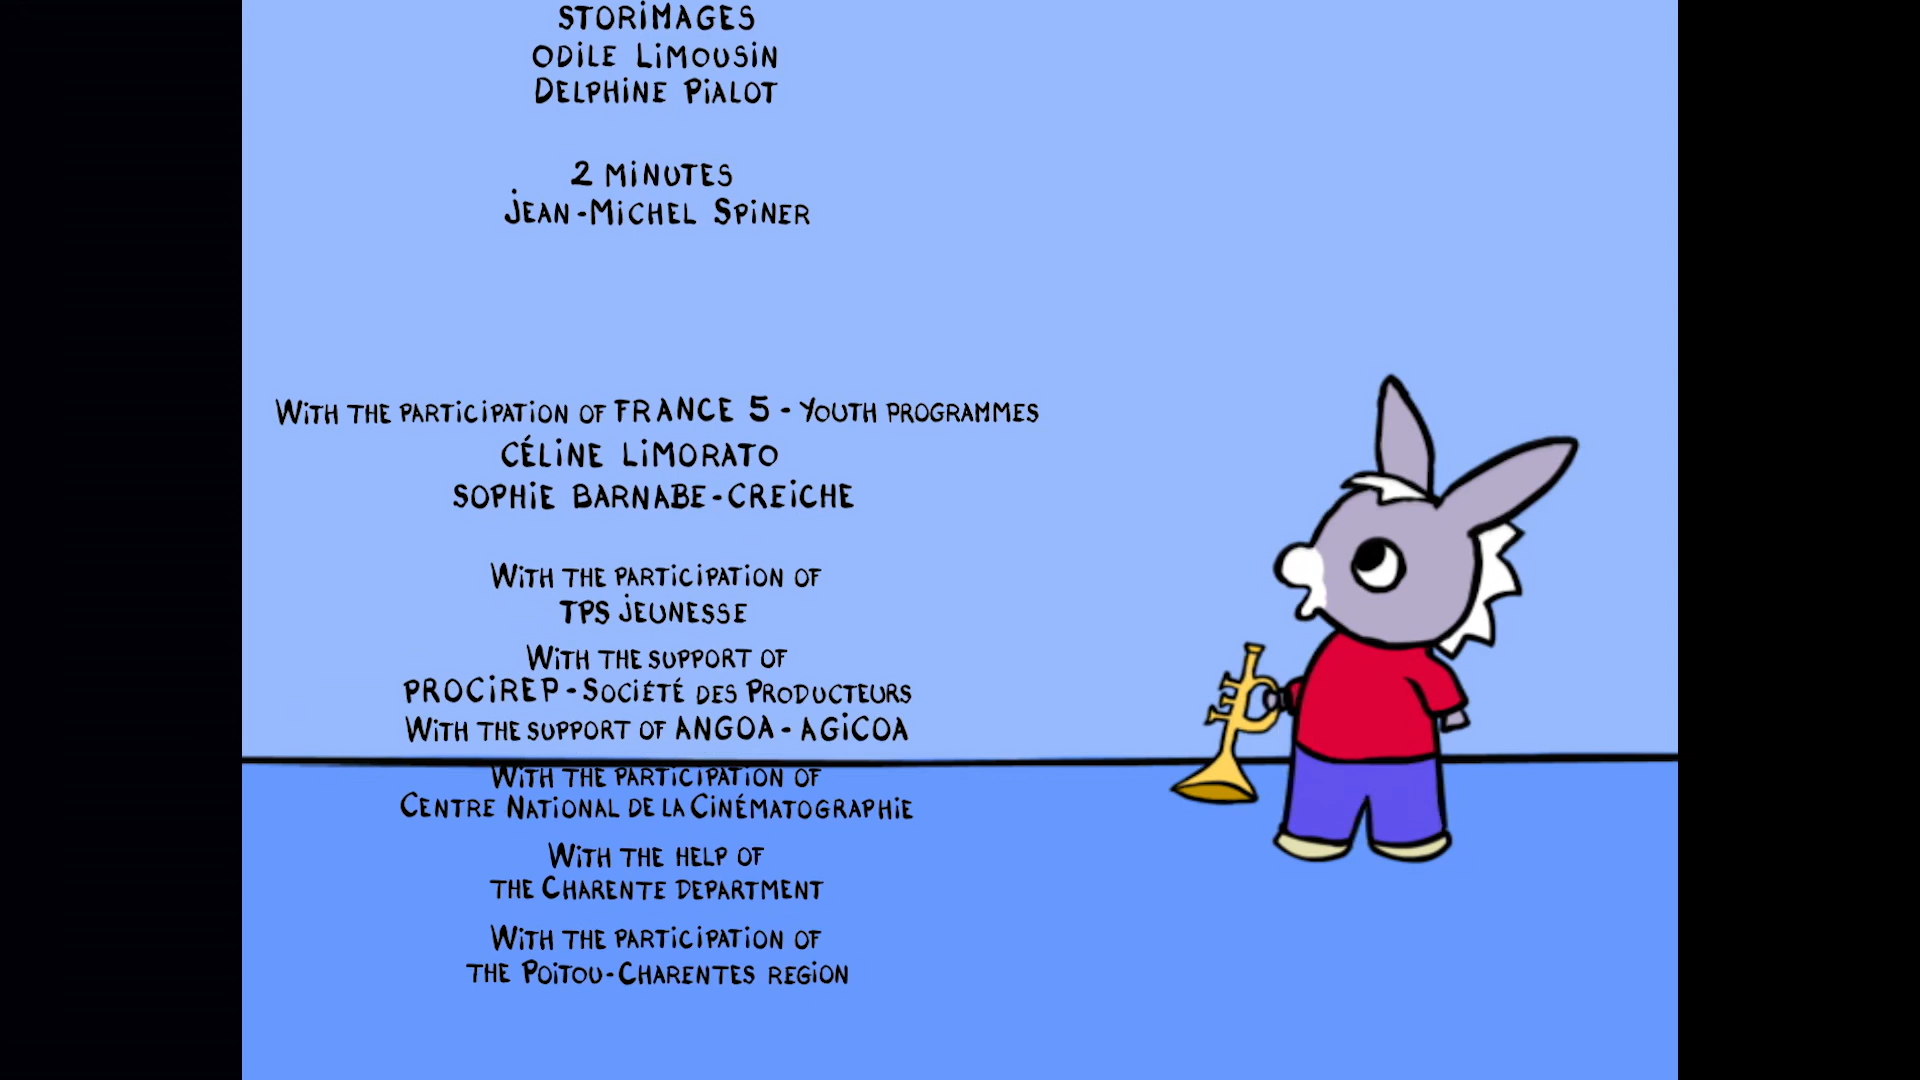 STORiMAGES
ODiLE LiMOUSiN
DELPHiNE PiALOT
2 MiNUTES
jEAN-MiCHEL SPiNER
WiTH THE PARTiCiPATiON OF FRANCE 5 - YOUTH PROGRAMMES
CÉLiNE LiMORATO
SOPHiE BARNABE-CREiCHE
WiTH THE PARTiCiPATiON OF
TPS jEUNESSE
WiTH THE SUPPORT OF
PROCiREP - SOCiÉTÉ DES PRODUCTEURS
WiTH THE SUPPORT OF ANGOA - AGiCOA
WiTH THE PARTiCiPATiON OF
CENTRE NATiONAL DE LA CiNÉMATOGRAPHiE
WiTH THE HELP OF
THE CHARENTE DEPARTMENT
WiTH THE PARTiCiPATiON OF
THE POiTOU-CHARENTES REGiON